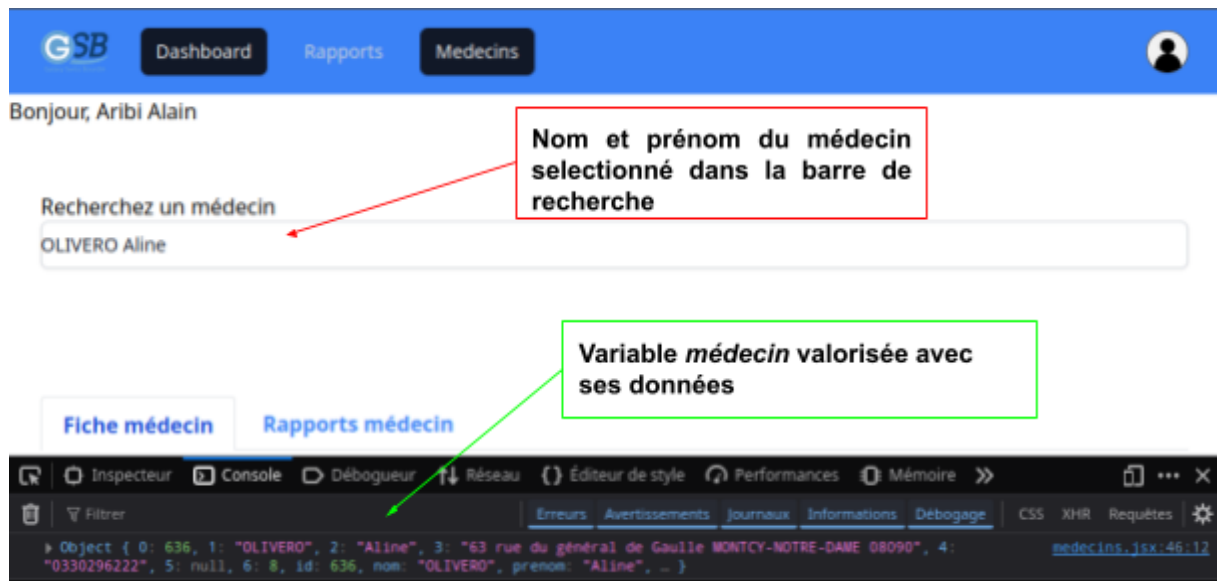 GSB Dashboard Rapports Medecins
Bonjour, Aribi Alain
Nom et prénom du médecin
selectionné dans la barre de
recherche
Recherchez un médecin
OLIVERO Aline
Variable médecin valorisée avec
ses données
Fiche médecin Rapports médecin
Inspecteur Console Débogueur Réseau Éditeur de style Performances Mémoire
Filtrer Erreurs Avertissements Journaux Informations Débogage CSS XHR Requêtes
Object { 0: 636, 1: "OLIVERO", 2: "Aline", 3: "63 rue du général de Gaulle MONTCY-NOTRE-DAME 08090", 4: medecins.jsx:46:12
"0330296222", 5: null, 6: 8, id: 636, nom: "OLIVERO", prenom: "Aline", … }